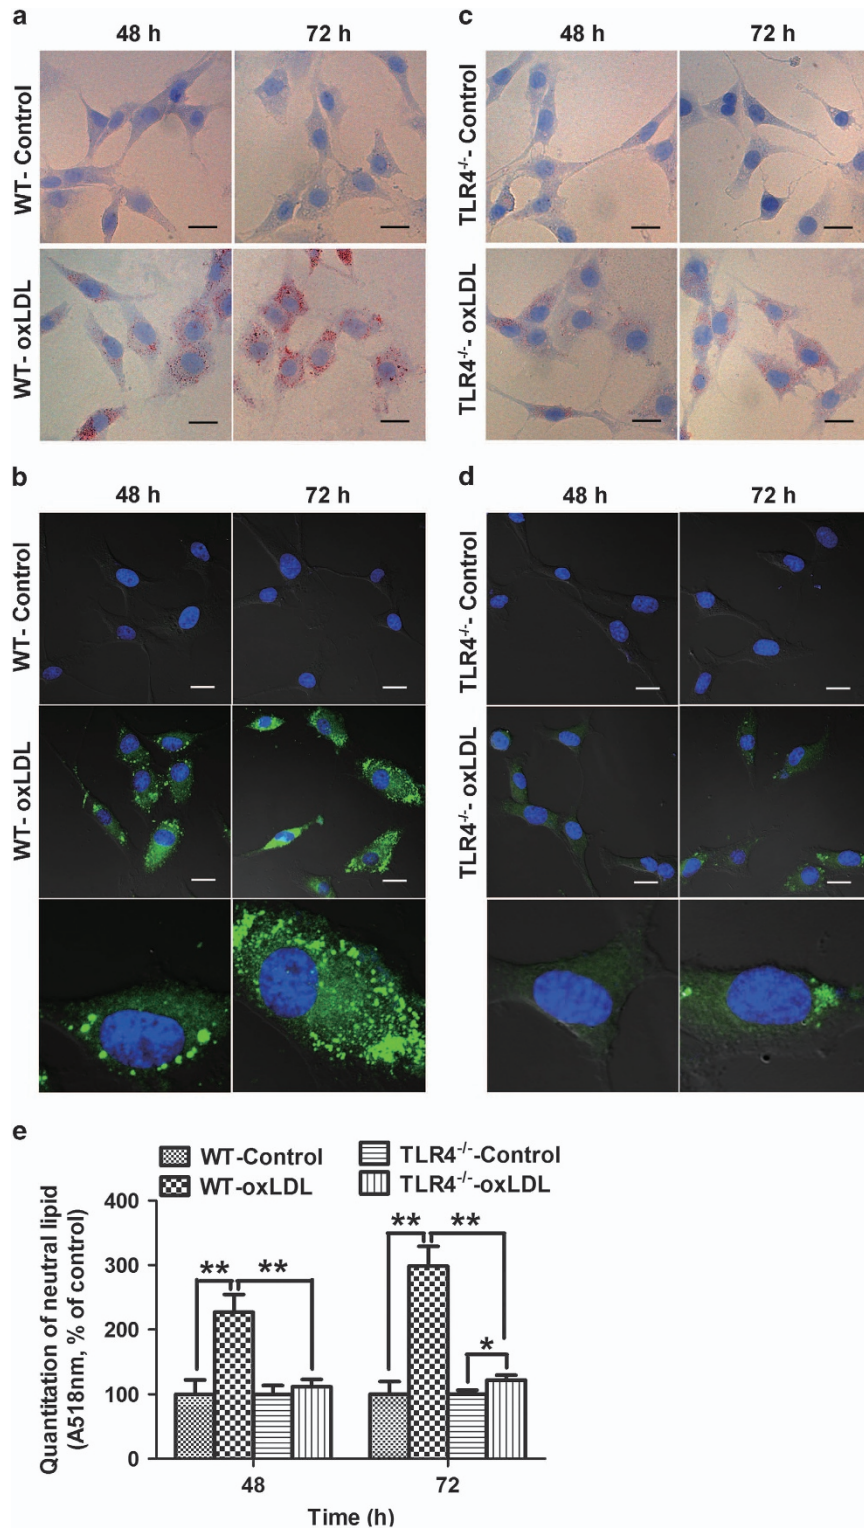 a
48 h 72 h
WT- Control
WT- oxLDL
c
48 h 72 h
TLR4-/-- Control
TLR4-/-- oxLDL
b
48 h 72 h
WT- Control
WT- oxLDL
d
48 h 72 h
TLR4-/-- Control
TLR4-/-- oxLDL
e
WT-Control TLR4-/--Control
WT-oxLDL TLR4-/--oxLDL
Quantitation of neutral lipid
(A518nm, % of control)
400
300
200
100
0
** **
** **
*
48 72
Time (h)